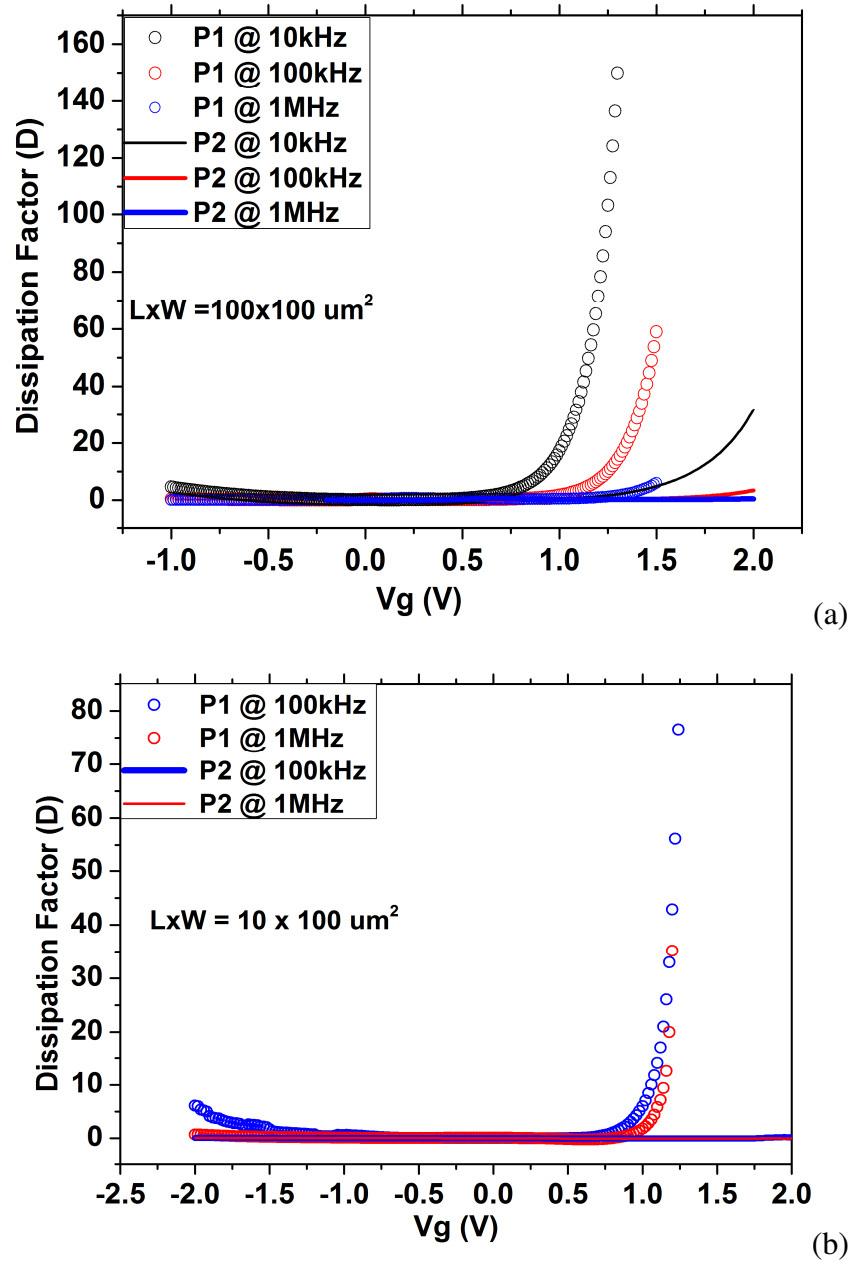 160
140
120
100
80
60
40
20
0
Dissipation Factor (D)
P1 @ 10kHz
P1 @ 100kHz
P1 @ 1MHz
P2 @ 10kHz
P2 @ 100kHz
P2 @ 1MHz
LxW =100x100 um²
-1.0 -0.5 0.0 0.5 1.0 1.5 2.0
Vg (V)
(a)
80
75
70
65
60
50
40
30
20
10
0
Dissipation Factor (D)
P1 @ 100kHz
P1 @ 1MHz
P2 @ 100kHz
P2 @ 1MHz
LxW = 10 x 100 um²
-2.5 -2.0 -1.5 -1.0 -0.5 0.0 0.5 1.0 1.5 2.0
Vg (V)
(b)